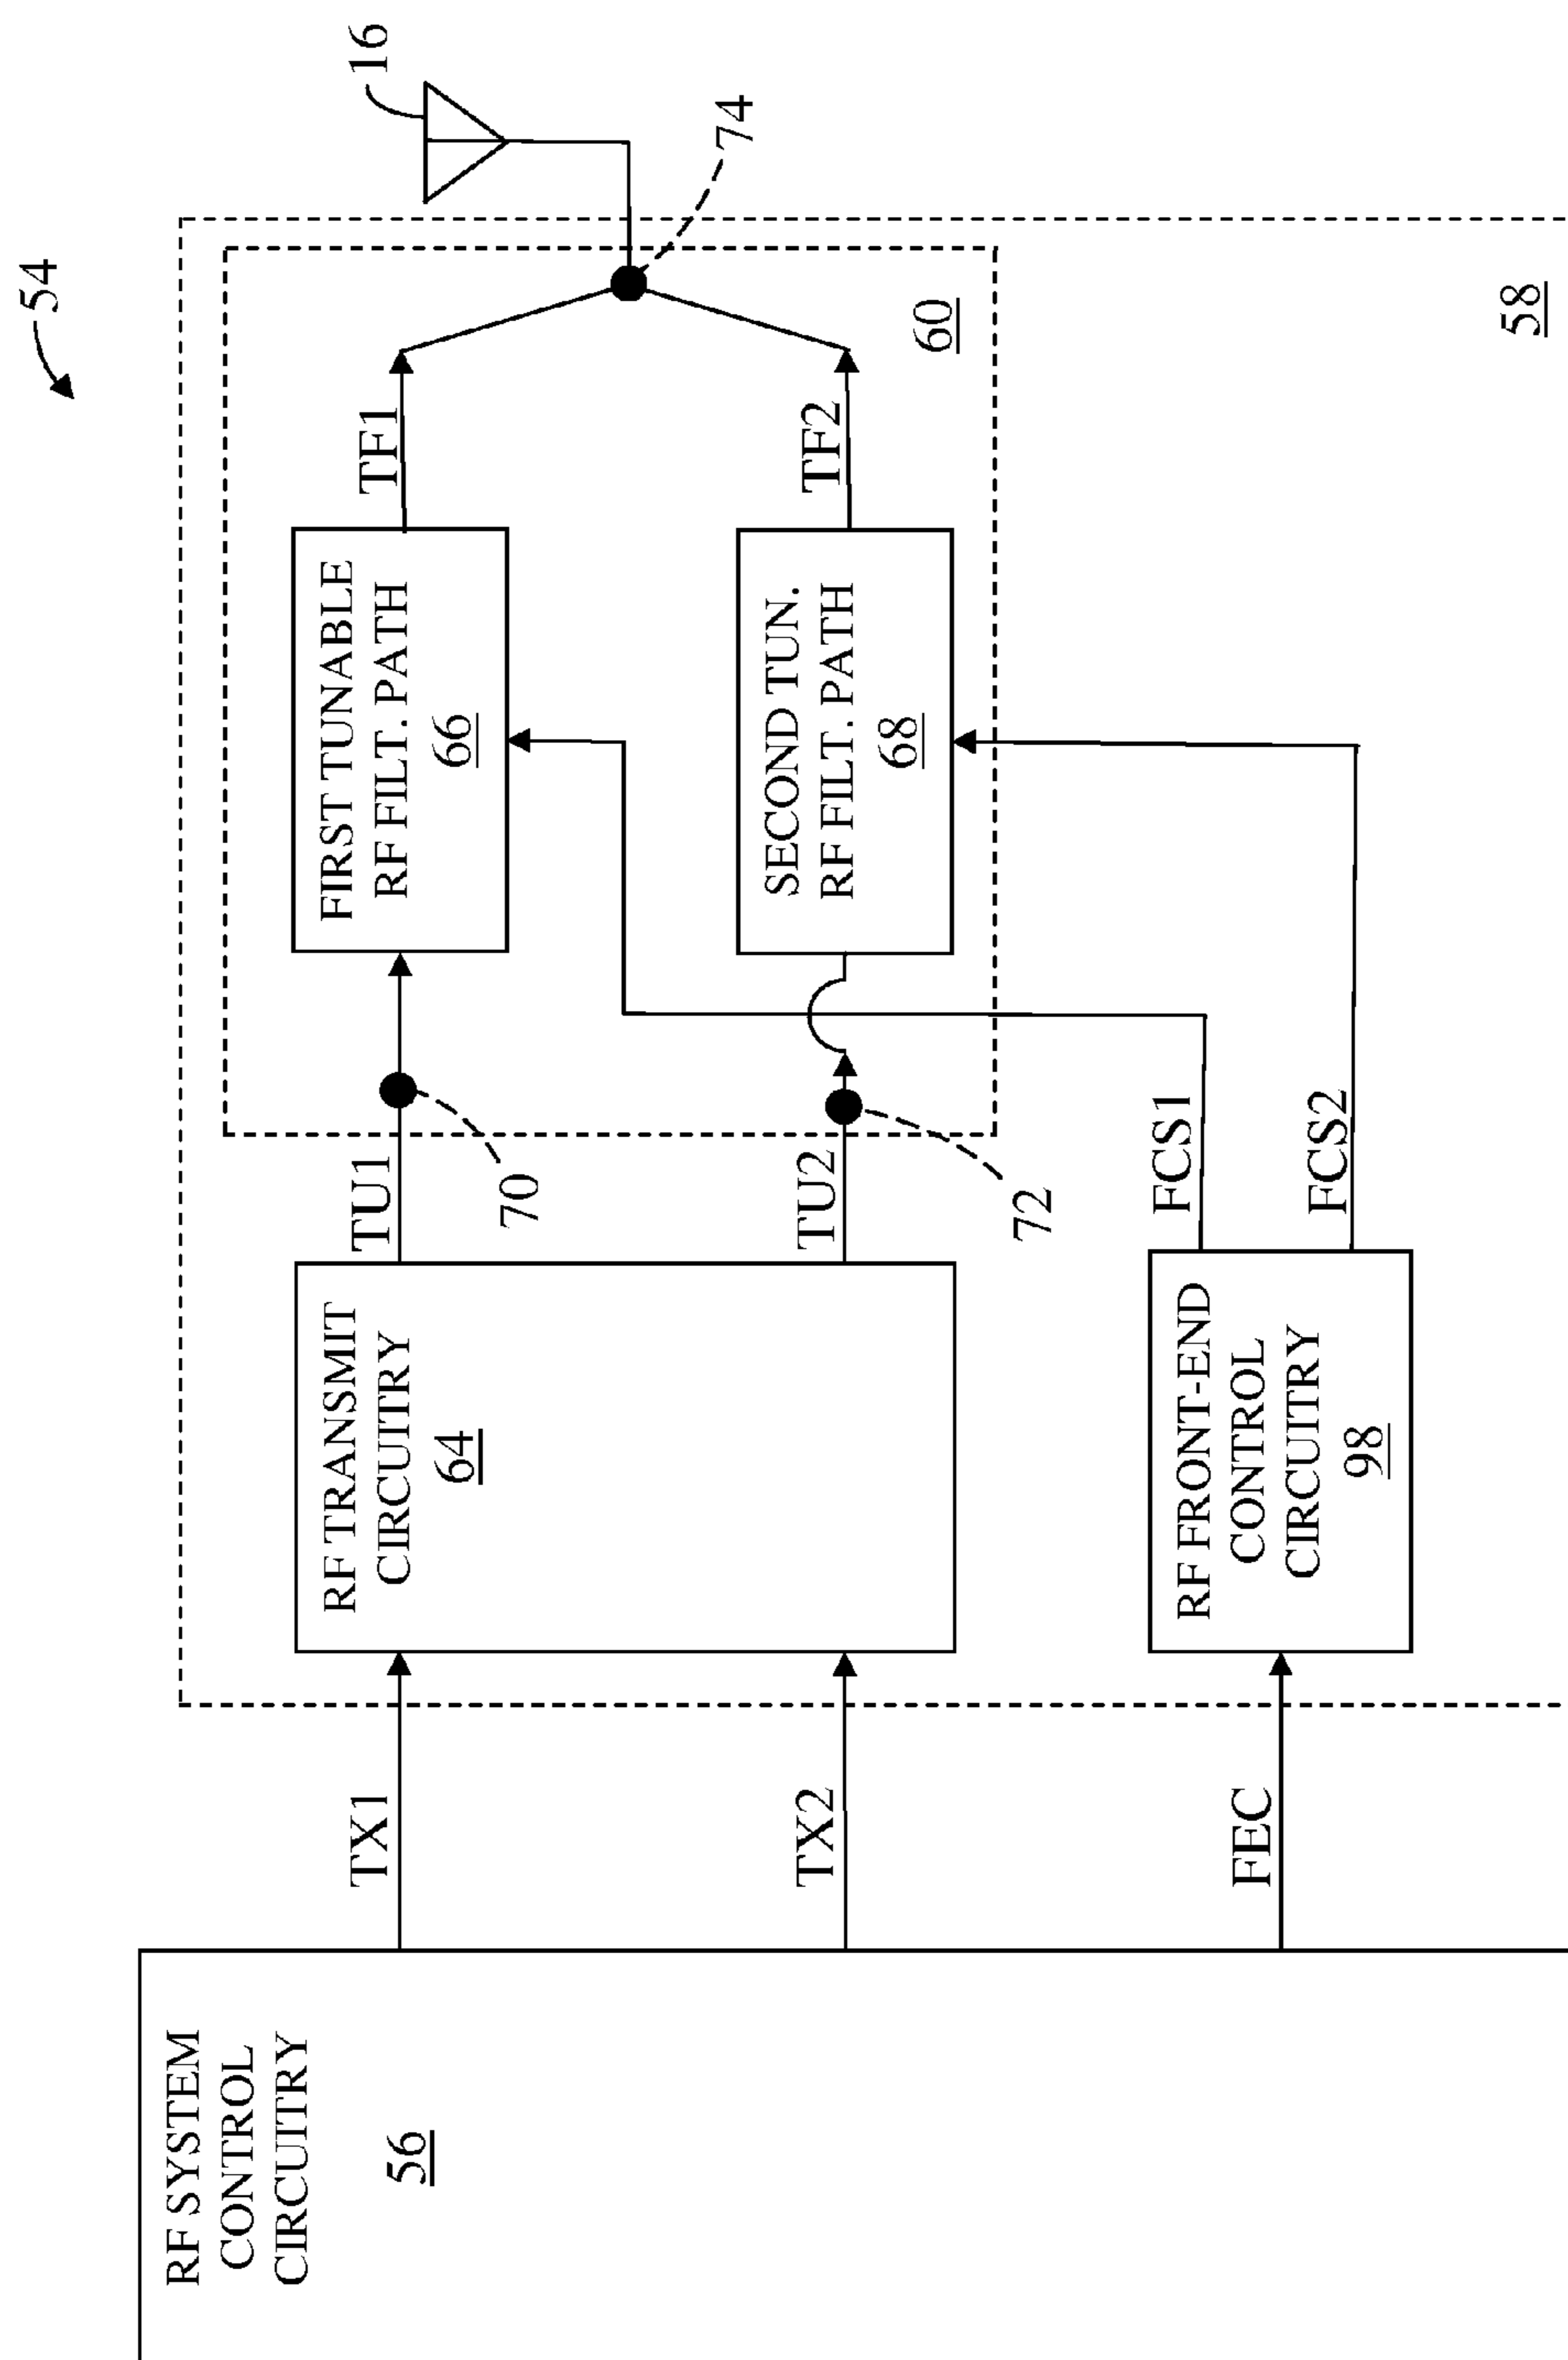 54
RF SYSTEM
CONTROL
CIRCUITRY
56
TX1
TX2
FEC
RF TRANSMIT
CIRCUITRY
64
TU1
TU2
70
72
FIRST TUNABLE
RF FILT. PATH
66
SECOND TUN.
RF FILT. PATH
68
TF1
TF2
60
74
16
RF FRONT-END
CONTROL
CIRCUITRY
98
FCS1
FCS2
58